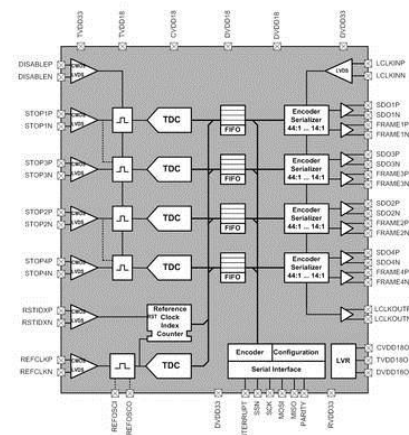 TVDD33
TVDD18
CVDD18
DVDD18
DVDD18
DVDD33
DISABLEP
DISABLEN
CMOS
LVDS
LVDS
LCLKINP
LCLKINN
STOP1P
STOP1N
CMOS
LVDS
TDC
FIFO
Encoder
Serializer
44:1 ... 14:1
SDO1P
SDO1N
FRAME1P
FRAME1N
STOP3P
STOP3N
CMOS
LVDS
TDC
FIFO
Encoder
Serializer
44:1 ... 14:1
SDO3P
SDO3N
FRAME3P
FRAME3N
STOP2P
STOP2N
CMOS
LVDS
TDC
FIFO
Encoder
Serializer
44:1 ... 14:1
SDO2P
SDO2N
FRAME2P
FRAME2N
STOP4P
STOP4N
CMOS
LVDS
TDC
FIFO
Encoder
Serializer
44:1 ... 14:1
SDO4P
SDO4N
FRAME4P
FRAME4N
RSTIDXP
RSTIDXN
CMOS
LVDS
RST
Reference
Clock
Index
Counter
LCLKOUTP
LCLKOUTN
REFCLKP
REFCLKN
CMOS
LVDS
TDC
Encoder
Configuration
Serial Interface
LVR
CVDD18O
TVDD18O
DVDD18O
REFOSCI
REFOSCO
DVDD33
INTERRUPT
SSN
SCK
MOSI
MISO
PARITY
RVDD33